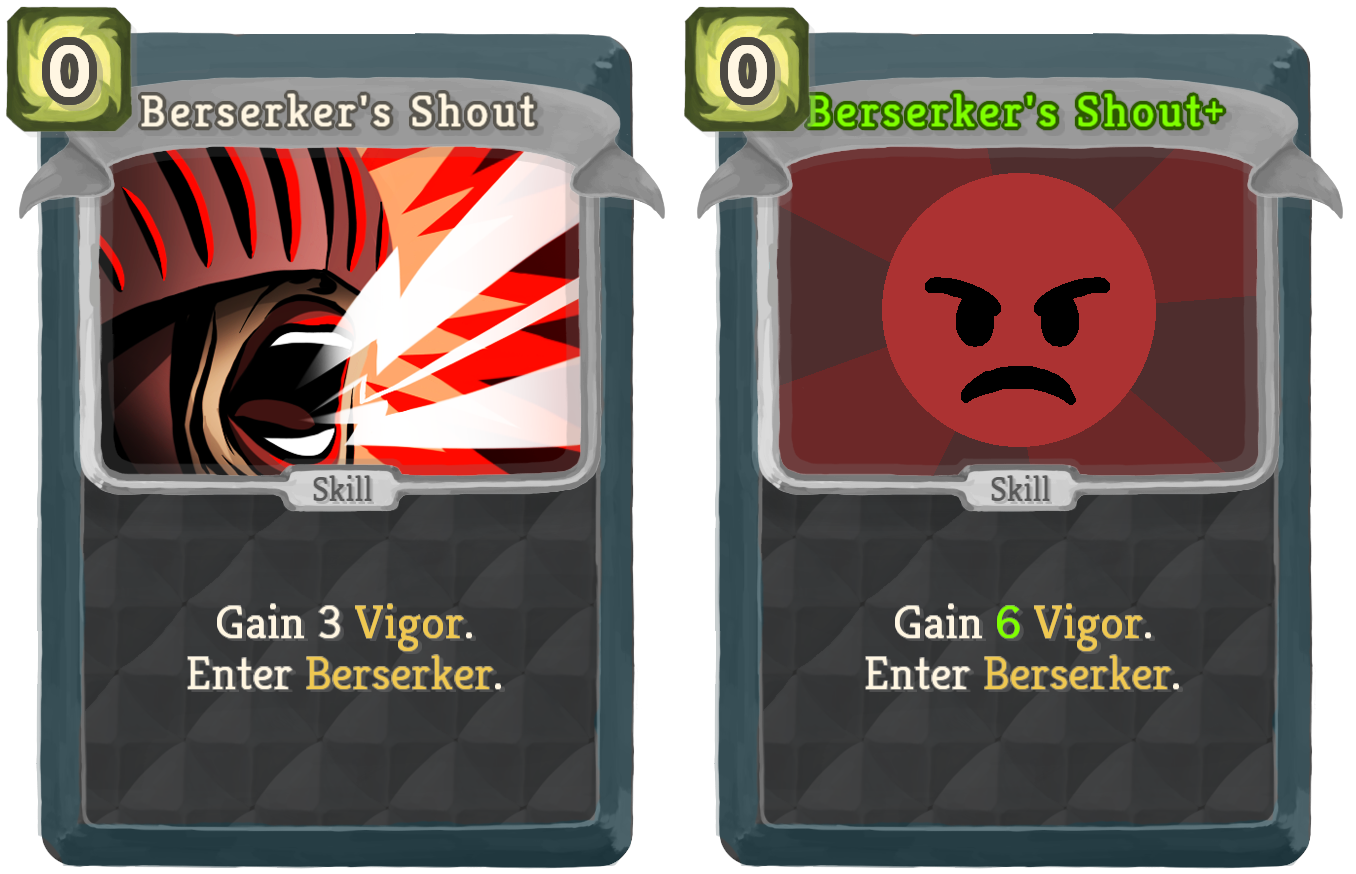 0
Berserker's Shout
Skill
Gain 3 Vigor.
Enter Berserker.
0
Berserker's Shout+
Skill
Gain 6 Vigor.
Enter Berserker.